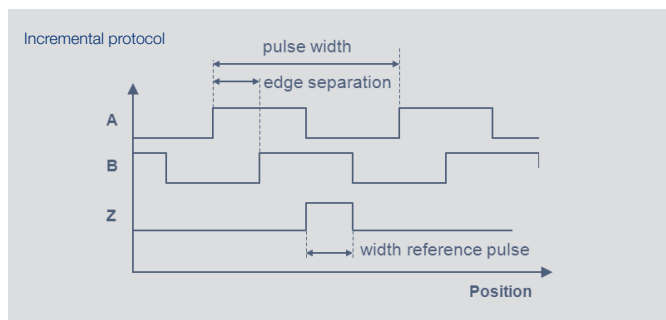 Incremental protocol
pulse width
edge separation
A
B
Z
width reference pulse
Position